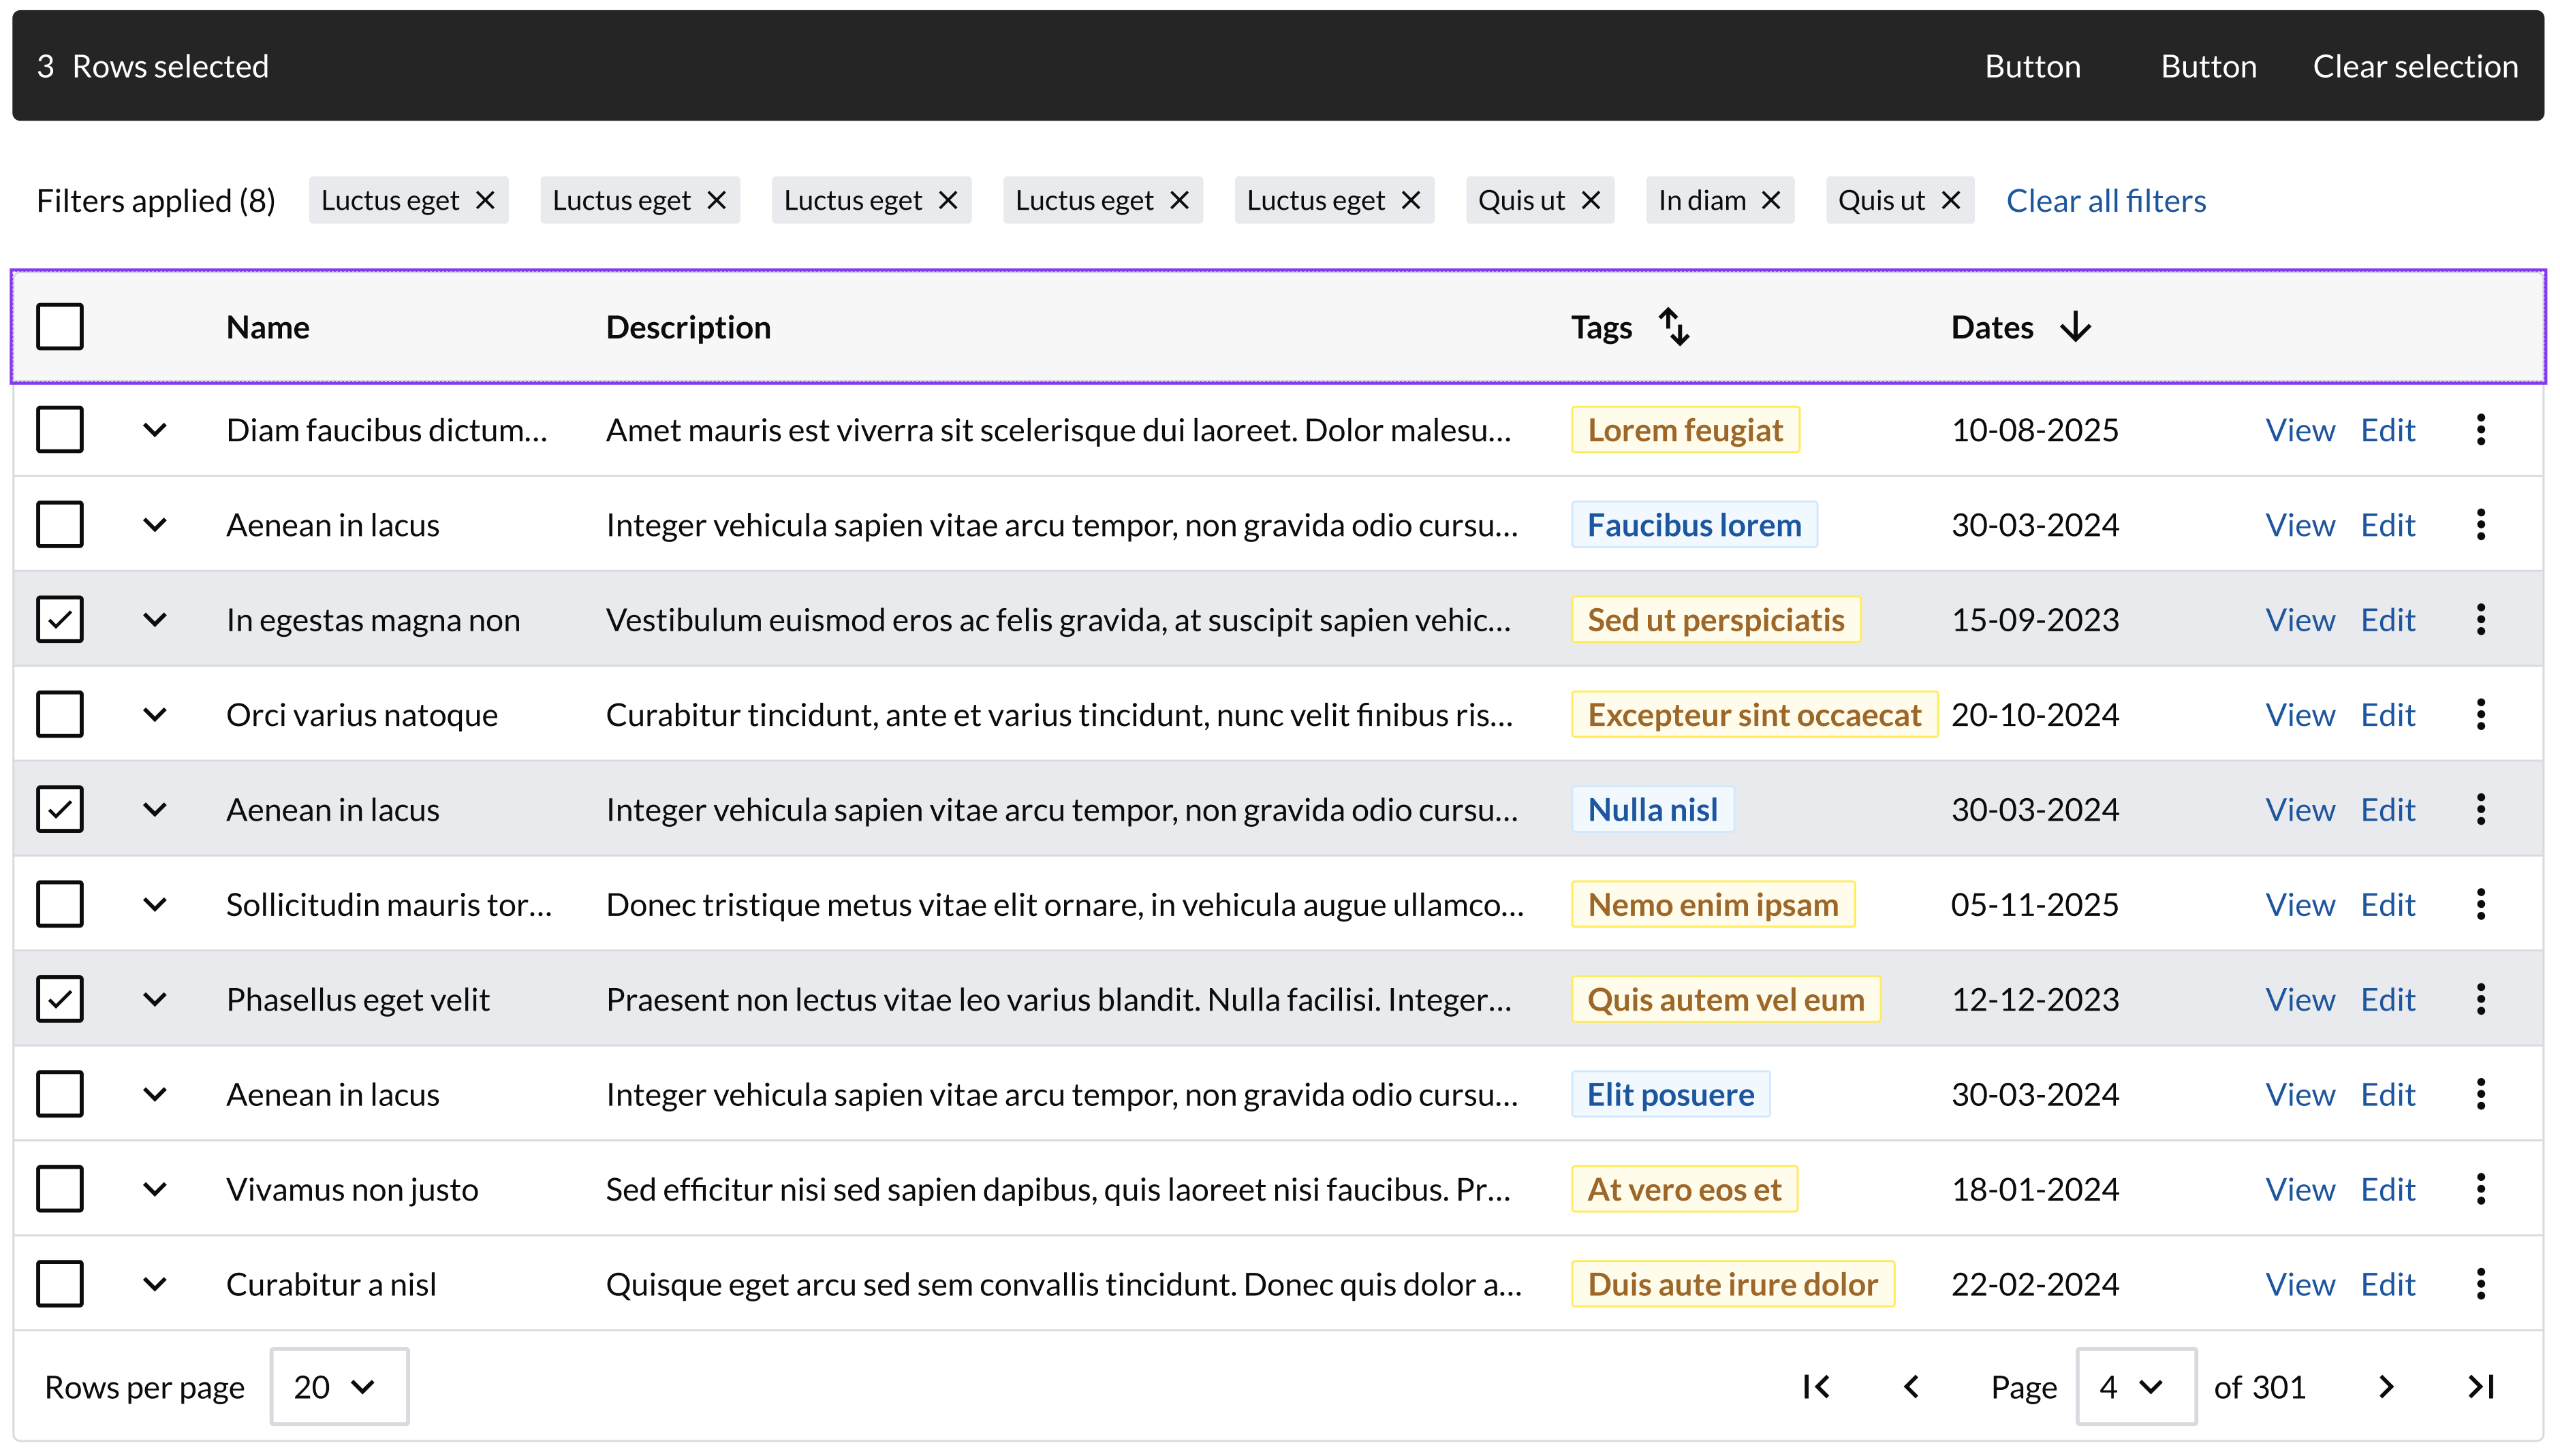 3 Rows selected Button Button Clear selection
Filters applied (8) Luctus eget Luctus eget Luctus eget Luctus eget Luctus eget Quis ut In diam Quis ut Clear all filters
Name Description Tags Dates
Diam faucibus dictum... Amet mauris est viverra sit scelerisque dui laoreet. Dolor malesu... Lorem feugiat 10-08-2025 View Edit
Aenean in lacus Integer vehicula sapien vitae arcu tempor, non gravida odio cursu... Faucibus lorem 30-03-2024 View Edit
In egestas magna non Vestibulum euismod eros ac felis gravida, at suscipit sapien vehic... Sed ut perspiciatis 15-09-2023 View Edit
Orci varius natoque Curabitur tincidunt, ante et varius tincidunt, nunc velit finibus ris... Excepteur sint occaecat 20-10-2024 View Edit
Aenean in lacus Integer vehicula sapien vitae arcu tempor, non gravida odio cursu... Nulla nisl 30-03-2024 View Edit
Sollicitudin mauris tor... Donec tristique metus vitae elit ornare, in vehicula augue ullamco... Nemo enim ipsam 05-11-2025 View Edit
Phasellus eget velit Praesent non lectus vitae leo varius blandit. Nulla facilisi. Integer... Quis autem vel eum 12-12-2023 View Edit
Aenean in lacus Integer vehicula sapien vitae arcu tempor, non gravida odio cursu... Elit posuere 30-03-2024 View Edit
Vivamus non justo Sed efficitur nisi sed sapien dapibus, quis laoreet nisi faucibus. Pr... At vero eos et 18-01-2024 View Edit
Curabitur a nisl Quisque eget arcu sed sem convallis tincidunt. Donec quis dolor a... Duis aute irure dolor 22-02-2024 View Edit
Rows per page 20 Page 4 of 301